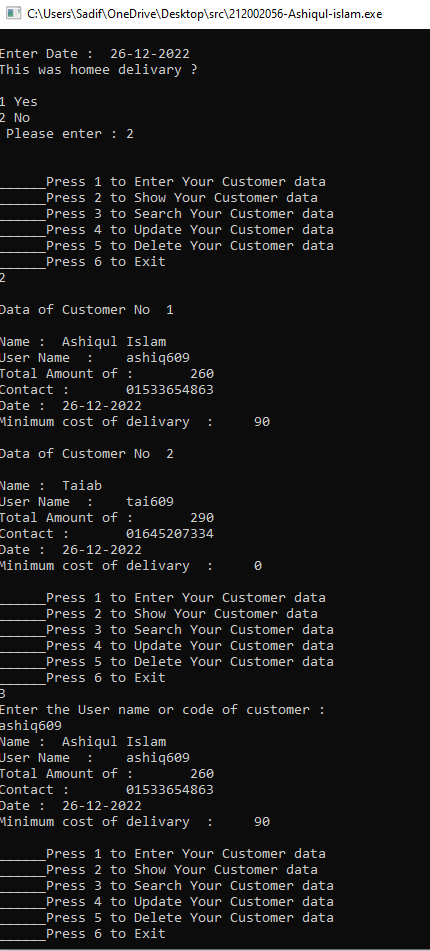 C:\Users\Sadif\OneDrive\Desktop\src\212002056-Ashiqul-islam.exe
Enter Date :  26-12-2022
This was homee delivary ?
1 Yes
2 No
 Please enter : 2
______Press 1 to Enter Your Customer data
______Press 2 to Show Your Customer data
______Press 3 to Search Your Customer data
______Press 4 to Update Your Customer data
______Press 5 to Delete Your Customer data
______Press 6 to Exit
2
Data of Customer No  1
Name :  Ashiqul Islam
User Name  :    ashiq609
Total Amount of :       260
Contact :       01533654863
Date :  26-12-2022
Minimum cost of delivary  :     90
Data of Customer No  2
Name :  Taiab
User Name  :    tai609
Total Amount of :       290
Contact :       01645207334
Date :  26-12-2022
Minimum cost of delivary  :     0
______Press 1 to Enter Your Customer data
______Press 2 to Show Your Customer data
______Press 3 to Search Your Customer data
______Press 4 to Update Your Customer data
______Press 5 to Delete Your Customer data
______Press 6 to Exit
3
Enter the User name or code of customer :
ashiq609
Name :  Ashiqul Islam
User Name  :    ashiq609
Total Amount of :       260
Contact :       01533654863
Date :  26-12-2022
Minimum cost of delivary  :     90
______Press 1 to Enter Your Customer data
______Press 2 to Show Your Customer data
______Press 3 to Search Your Customer data
______Press 4 to Update Your Customer data
______Press 5 to Delete Your Customer data
______Press 6 to Exit